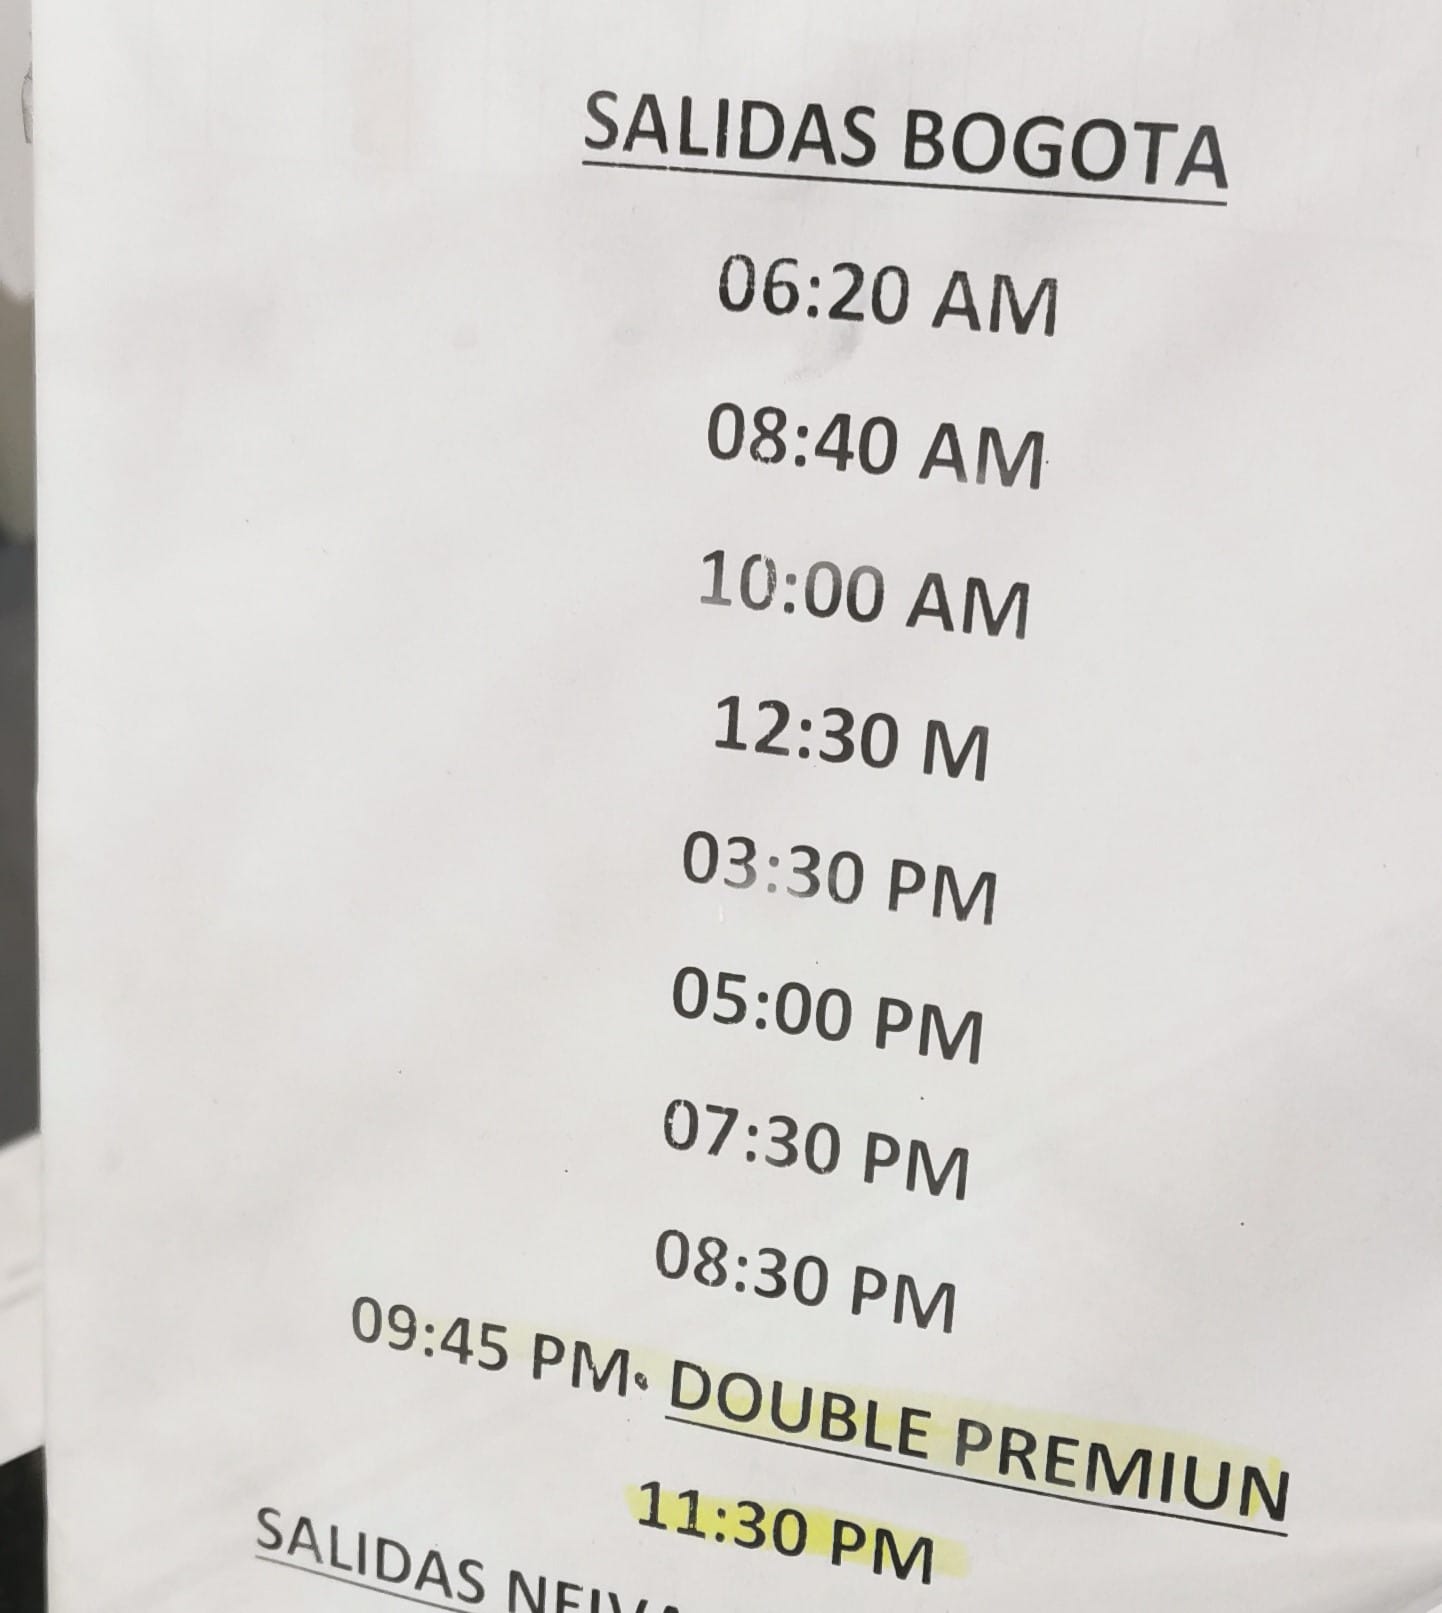 SALIDAS BOGOTA
06:20 AM
08:40 AM
10:00 AM
12:30 M
03:30 PM
05:00 PM
07:30 PM
08:30 PM
09:45 PM. DOUBLE PREMIUN
11:30 PM
SALIDAS